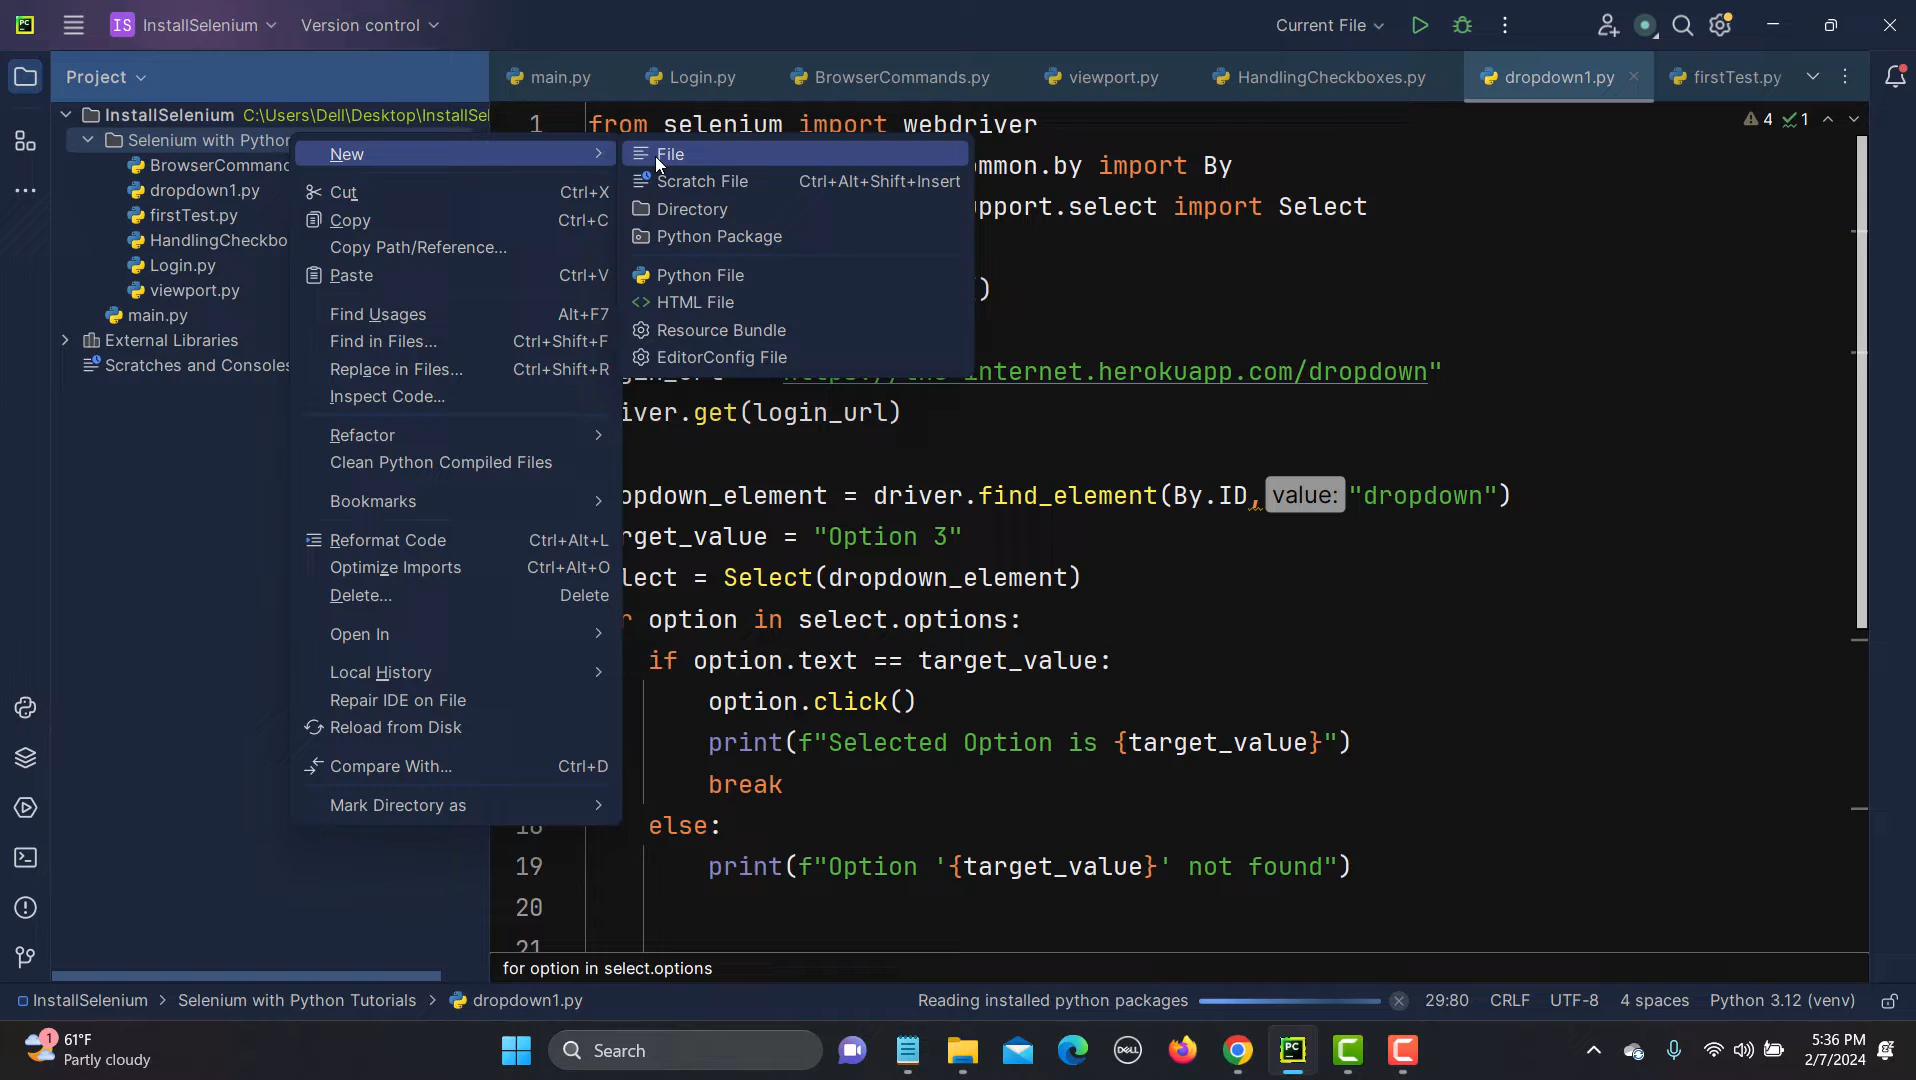 PC IS InstallSelenium Version control Current File
Project main.py Login.py BrowserCommands.py viewport.py HandlingCheckboxes.py dropdown1.py firstTest.py
InstallSelenium C:\Users\Dell\Desktop\InstallSel
Selenium with Python
BrowserComman
dropdown1.py
firstTest.py
HandlingCheckbo
Login.py
viewport.py
main.py
External Libraries
Scratches and Consoles
New
Cut Ctrl+X
Copy Ctrl+C
Copy Path/Reference...
Paste Ctrl+V
Find Usages Alt+F7
Find in Files... Ctrl+Shift+F
Replace in Files... Ctrl+Shift+R
Inspect Code...
Refactor
Clean Python Compiled Files
Bookmarks
Reformat Code Ctrl+Alt+L
Optimize Imports Ctrl+Alt+O
Delete... Delete
Open In
Local History
Repair IDE on File
Reload from Disk
Compare With... Ctrl+D
Mark Directory as
File
Scratch File Ctrl+Alt+Shift+Insert
Directory
Python Package
Python File
HTML File
Resource Bundle
EditorConfig File
1 from selenium import webdriver 4 1
mmon.by import By
pport.select import Select
()
internet.herokuapp.com/dropdown"
iver.get(login_url)
opdown_element = driver.find_element(By.ID, value: "dropdown")
rget_value = "Option 3"
lect = Select(dropdown_element)
r option in select.options:
if option.text == target_value:
option.click()
print(f"Selected Option is {target_value}")
break
18 else:
19 print(f"Option '{target_value}' not found")
20
21
for option in select.options
InstallSelenium > Selenium with Python Tutorials > dropdown1.py Reading installed python packages 29:80 CRLF UTF-8 4 spaces Python 3.12 (venv)
1 61°F
Partly cloudy
Search
DELL
PC
5:36 PM
2/7/2024